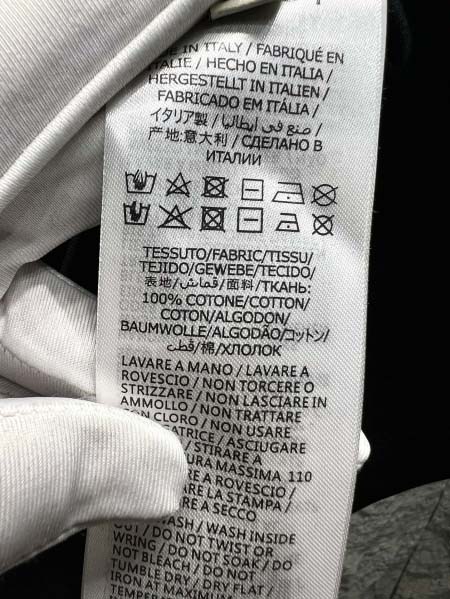 IN ITALY / FABRIQUÉ EN
/ HECHO EN ITALIA /
HERGESTELLT IN ITALIEN /
FABRICADO EM ITÁLIA /
イタリア製 / صنع في إيطاليا /
产地:意大利 / СДЕЛАНО В
ИТАЛИИ
TESSUTO/FABRIC/TISSU/
TEJIDO/GEWEBE/TECIDO/
表地/قماش/面料/ТКАНЬ:
100% COTONE/COTTON/
COTON/ALGODON/
BAUMWOLLE/ALGODÃO/コットン/
قطن/棉/ХЛОПОК
LAVARE A MANO / LAVARE A
ROVESCIO / NON TORCERE O
STRIZZARE / NON LASCIARE IN
AMMOLLO / NON TRATTARE
CON CLORO / NON USARE
ASCIUGARE
/ STIRARE A
MASSIMA 110
A ROVESCIO /
LA STAMPA /
A SECCO
WASH / WASH INSIDE
OUT / DO NOT TWIST OR
WRING / DO NOT SOAK / DO
NOT BLEACH / DO NOT
TUMBLE DRY / DRY FLAT /
IRON AT MAXIMUM